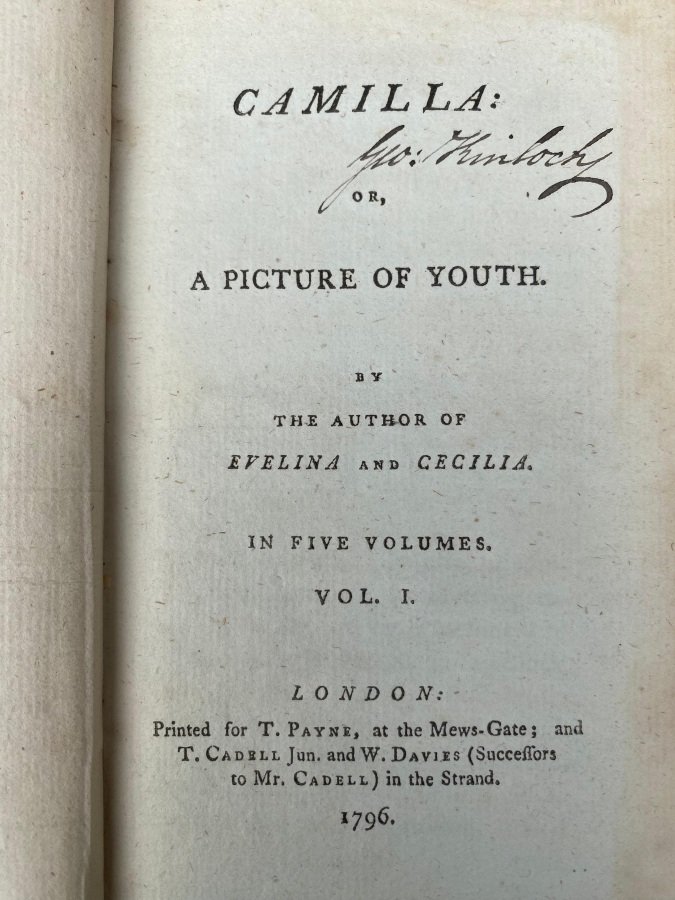 CAMILLA:
Geo: Kinloch
OR,
A PICTURE OF YOUTH.
BY
THE AUTHOR OF
EVELINA AND CECILIA.
IN FIVE VOLUMES.
VOL. I.
LONDON:
Printed for T. PAYNE, at the Mews-Gate; and
T. CADELL Jun. and W. DAVIES (Succeſſors
to Mr. CADELL) in the Strand.
1796.